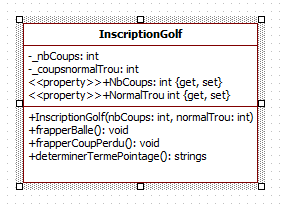 InscriptionGolf
-_nbCoups: int
-_coupsnormalTrou: int
<<property>>+NbCoups: int {get, set}
<<property>>+NormalTrou int {get, set}
+InscriptionGolf(nbCoups: int, normalTrou: int)
+frapperBalle(): void
+frapperCoupPerdu(): void
+determinerTermePointage(): strings